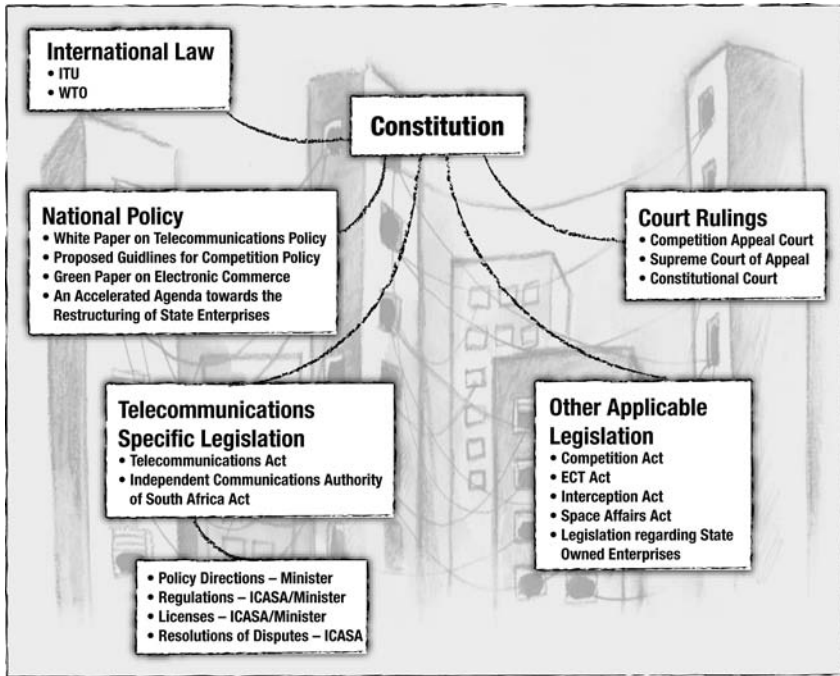 International Law
• ITU
• WTO
Constitution
National Policy
• White Paper on Telecommunications Policy
• Proposed Guidlines for Competition Policy
• Green Paper on Electronic Commerce
• An Accelerated Agenda towards the
Restructuring of State Enterprises
Court Rulings
• Competition Appeal Court
• Supreme Court of Appeal
• Constitutional Court
Telecommunications
Specific Legislation
• Telecommunications Act
• Independent Communications Authority
of South Africa Act
Other Applicable
Legislation
• Competition Act
• ECT Act
• Interception Act
• Space Affairs Act
• Legislation regarding State
Owned Enterprises
• Policy Directions – Minister
• Regulations – ICASA/Minister
• Licenses – ICASA/Minister
• Resolutions of Disputes – ICASA